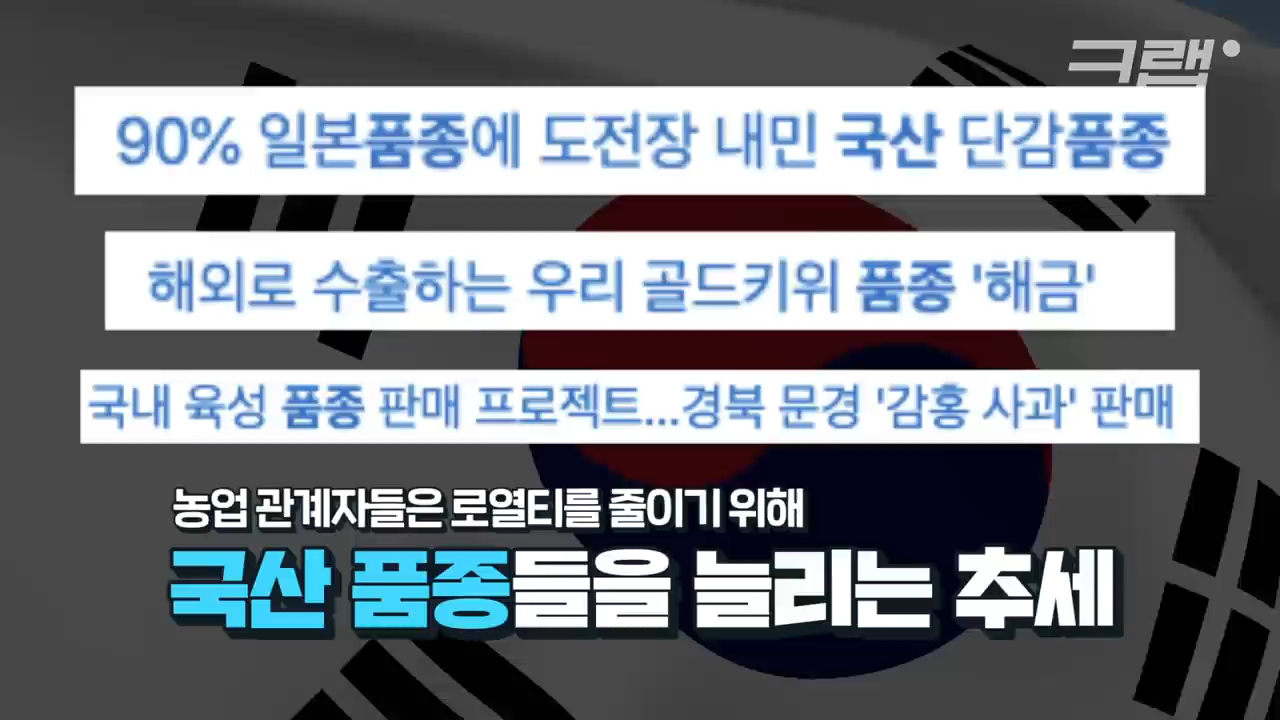 크랩
90% 일본품종에 도전장 내민 국산 단감품종
해외로 수출하는 우리 골드키위 품종 '해금'
국내 육성 품종 판매 프로젝트...경북 문경 '감홍 사과' 판매
농업 관계자들은 로열티를 줄이기 위해
국산 품종들을 늘리는 추세